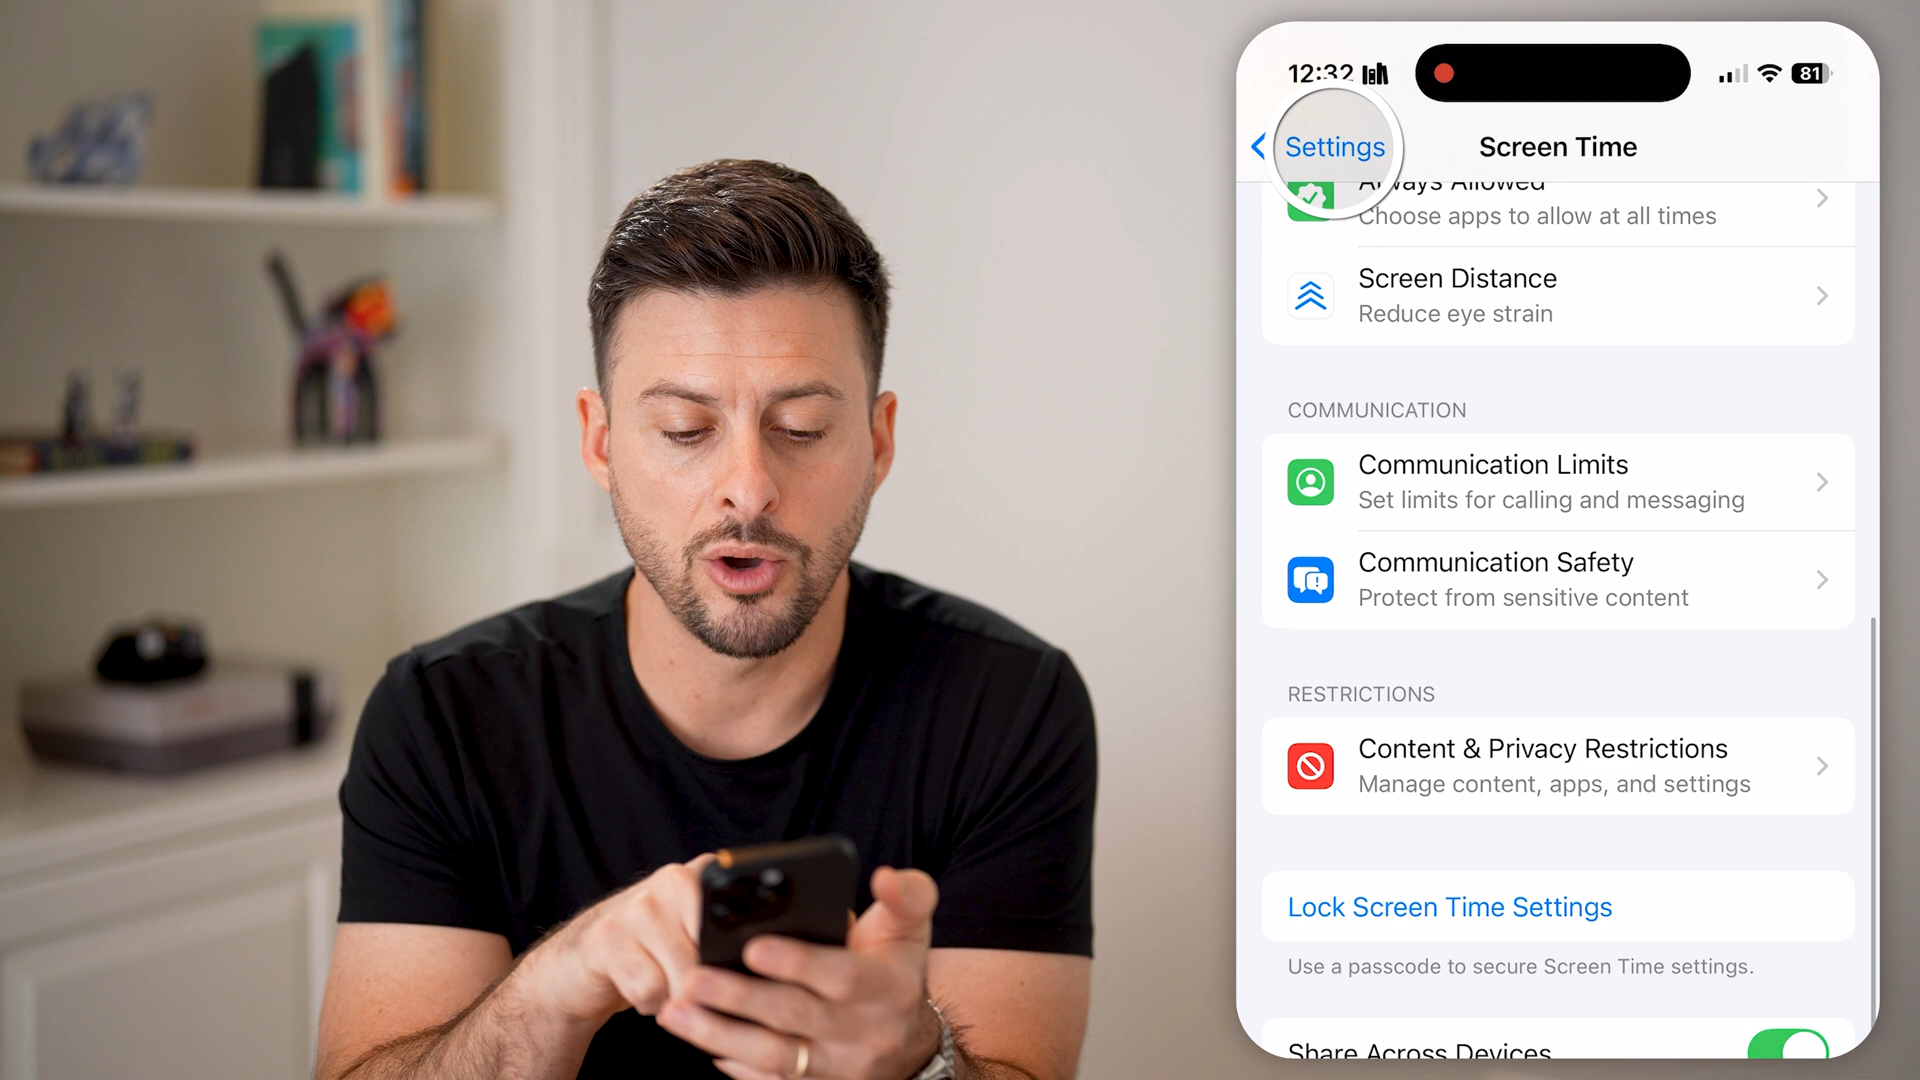 12:32
81
Settings
Screen Time
Always Allowed
Choose apps to allow at all times
Screen Distance
Reduce eye strain
COMMUNICATION
Communication Limits
Set limits for calling and messaging
Communication Safety
Protect from sensitive content
RESTRICTIONS
Content & Privacy Restrictions
Manage content, apps, and settings
Lock Screen Time Settings
Use a passcode to secure Screen Time settings.
Share Across Devices